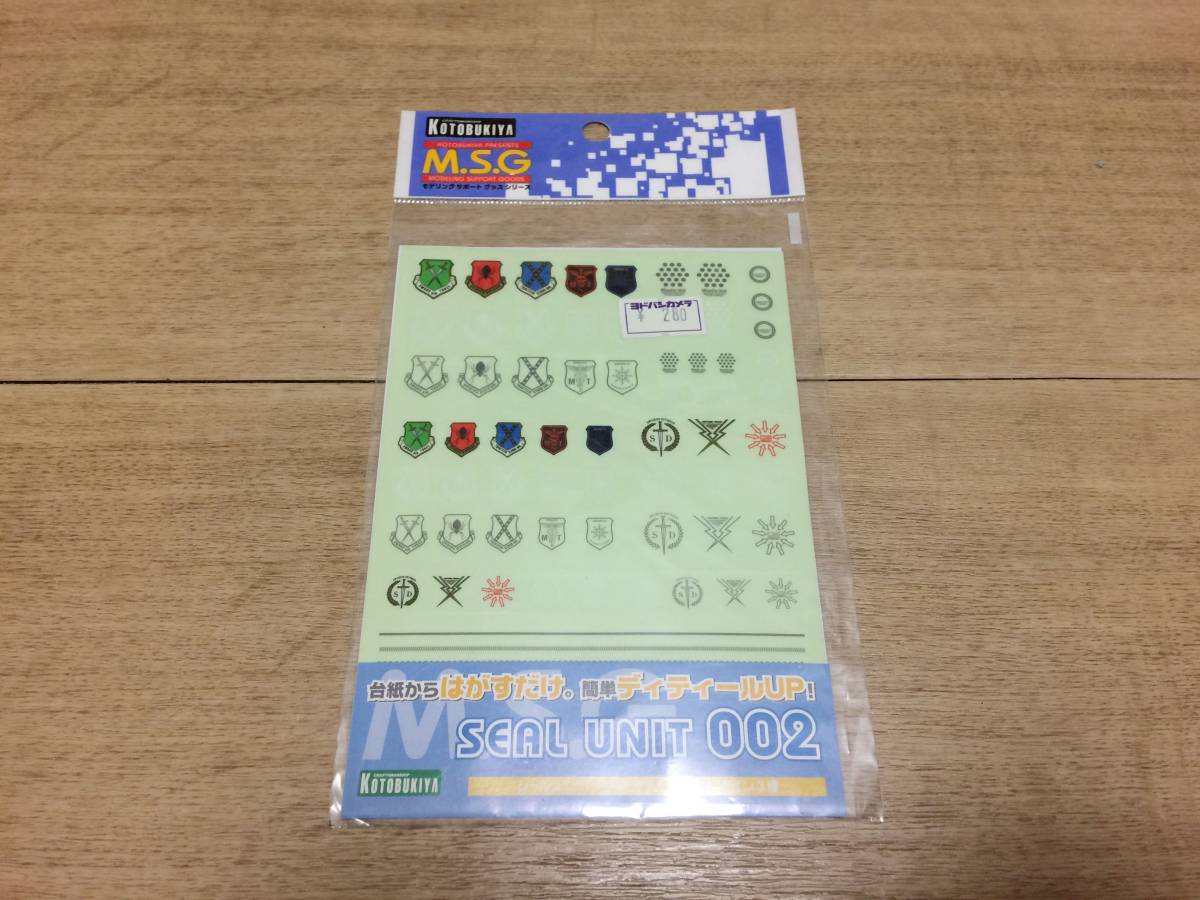 KOTOBUKIYA
KOTOBUKIYA PRESENTS
M.S.G
MODELING SUPPORT GOODS
モデリング サポート グッズ シリーズ
ヨドバシカメラ
¥ 280
M T
S D
M T
S D
S D
S D
台紙からはがすだけ。簡単ディティールUP!
M.S.G
SEAL UNIT 002
KOTOBUKIYA